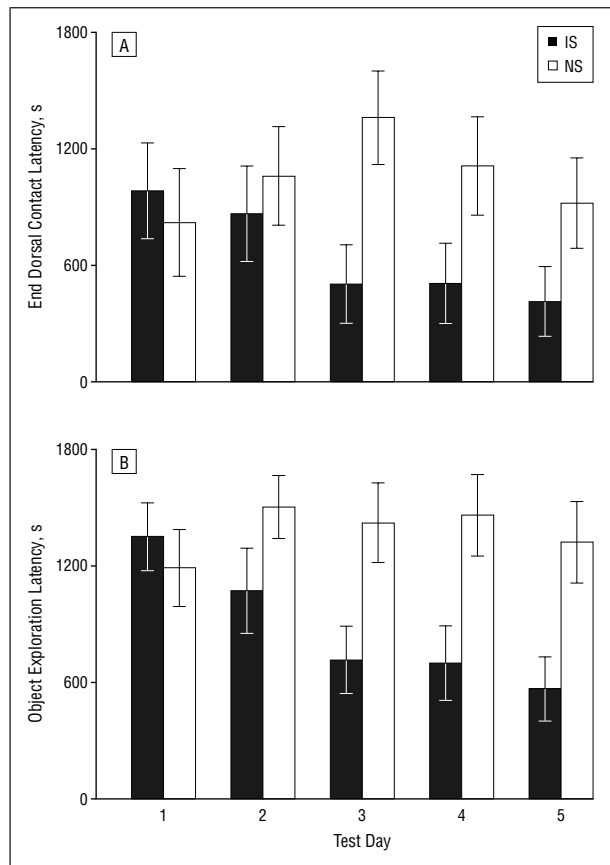 A
IS
NS
1800
1200
600
0
End Dorsal Contact Latency, s
B
1800
1200
600
0
Object Exploration Latency, s
1 2 3 4 5
Test Day